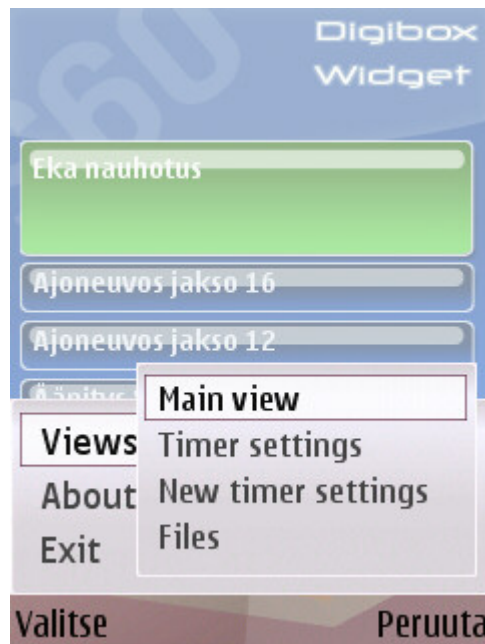 S60
Digibox
Widget
Eka nauhotus
Ajoneuvos jakso 16
Ajoneuvos jakso 12
Main view
Views
Timer settings
About
New timer settings
Exit
Files
Valitse
Peruuta